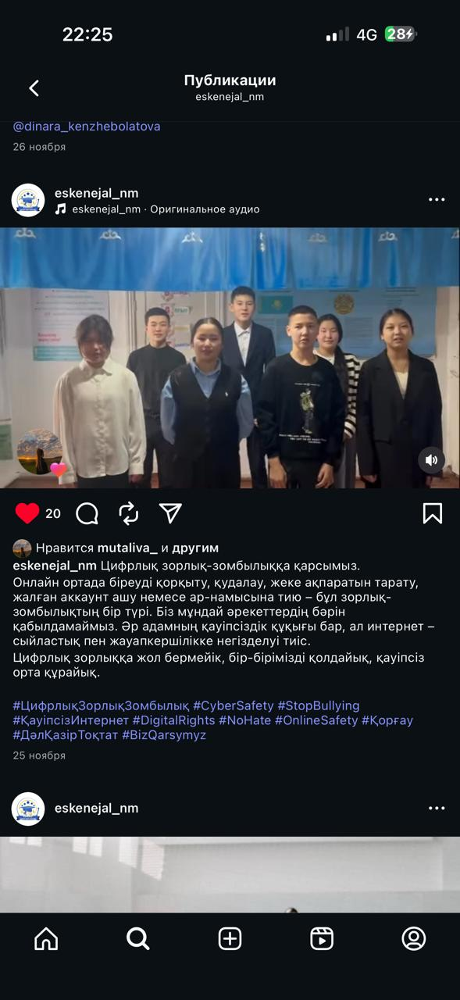 22:25
4G
28
Публикации
eskenejal_nm
@dinara_kenzhebolatova
26 ноября
eskenejal_nm
eskenejal_nm · Оригинальное аудио
20
Нравится mutaliva_ и другим
eskenejal_nm Цифрлық зорлық-зомбылыққа қарсымыз.
Онлайн ортада біреуді қорқыту, қудалау, жеке ақпаратын тарату,
жалған аккаунт ашу немесе ар-намысына тию – бұл зорлық-
зомбылықтың бір түрі. Біз мұндай әрекеттердің бәрін
қабылдамаймыз. Әр адамның қауіпсіздік құқығы бар, ал интернет –
сыйластық пен жауапкершілікке негізделуі тиіс.
Цифрлық зорлыққа жол бермейік, бір-бірімізді қолдайық, қауіпсіз
орта құрайық.
#ЦифрлықЗорлықЗомбылық #CyberSafety #StopBullying
#ҚауіпсізИнтернет #DigitalRights #NoHate #OnlineSafety #Қорғау
#ДәлҚазірТоқтат #BizQarsymyz
25 ноября
eskenejal_nm